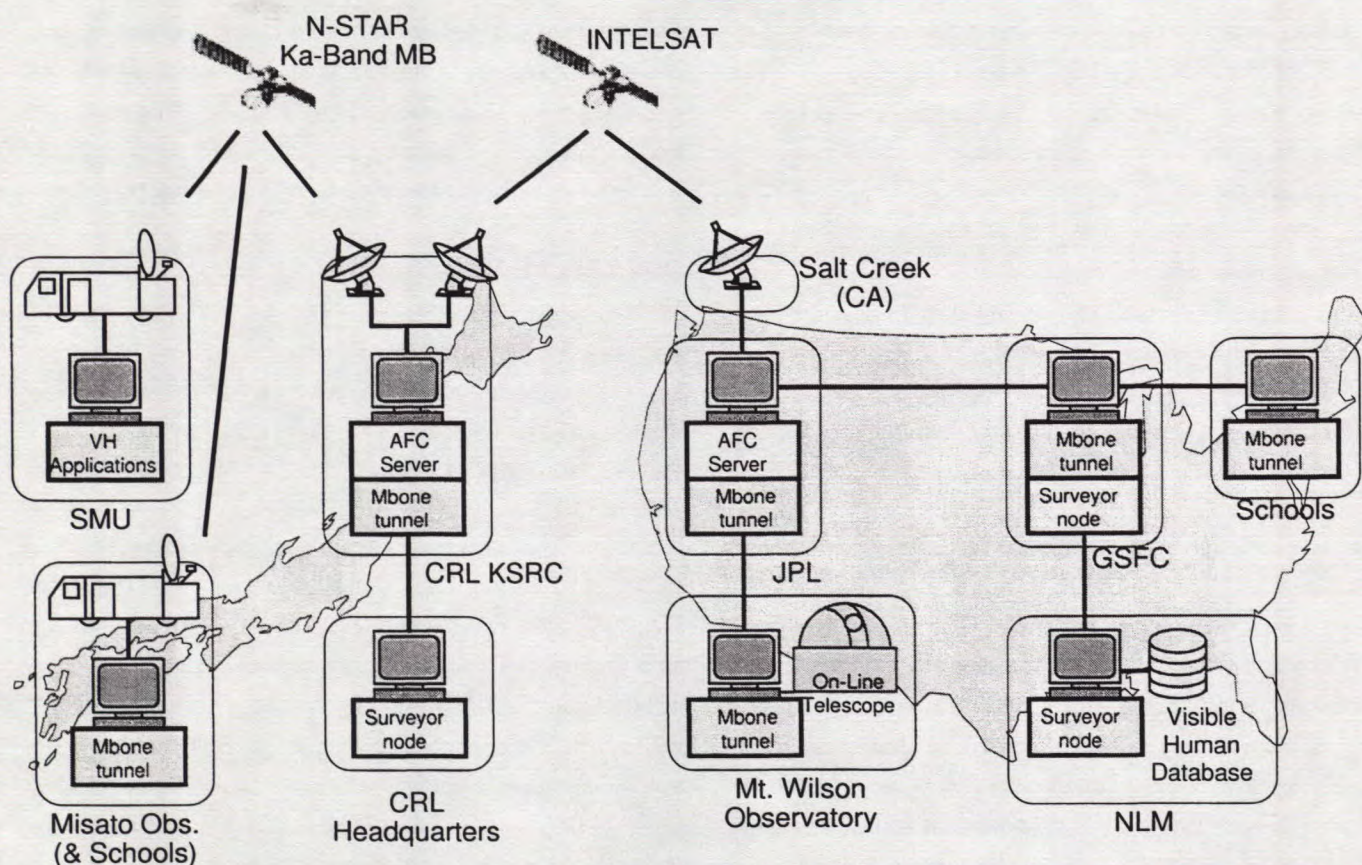 N-STAR
Ka-Band MB
INTELSAT
Salt Creek
(CA)
VH
Applications
SMU
AFC
Server
Mbone
tunnel
CRL KSRC
AFC
Server
Mbone
tunnel
JPL
Mbone
tunnel
Surveyor
node
GSFC
Mbone
tunnel
Schools
Mbone
tunnel
Misato Obs.
(& Schools)
Surveyor
node
CRL
Headquarters
On-Line
Telescope
Mbone
tunnel
Mt. Wilson
Observatory
Surveyor
node
Visible
Human
Database
NLM